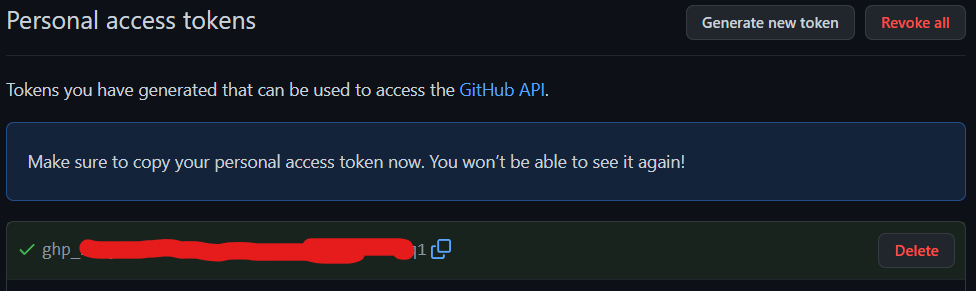 Personal access tokens
Generate new token
Revoke all
Tokens you have generated that can be used to access the GitHub API.
Make sure to copy your personal access token now. You won’t be able to see it again!
ghp_
Delete